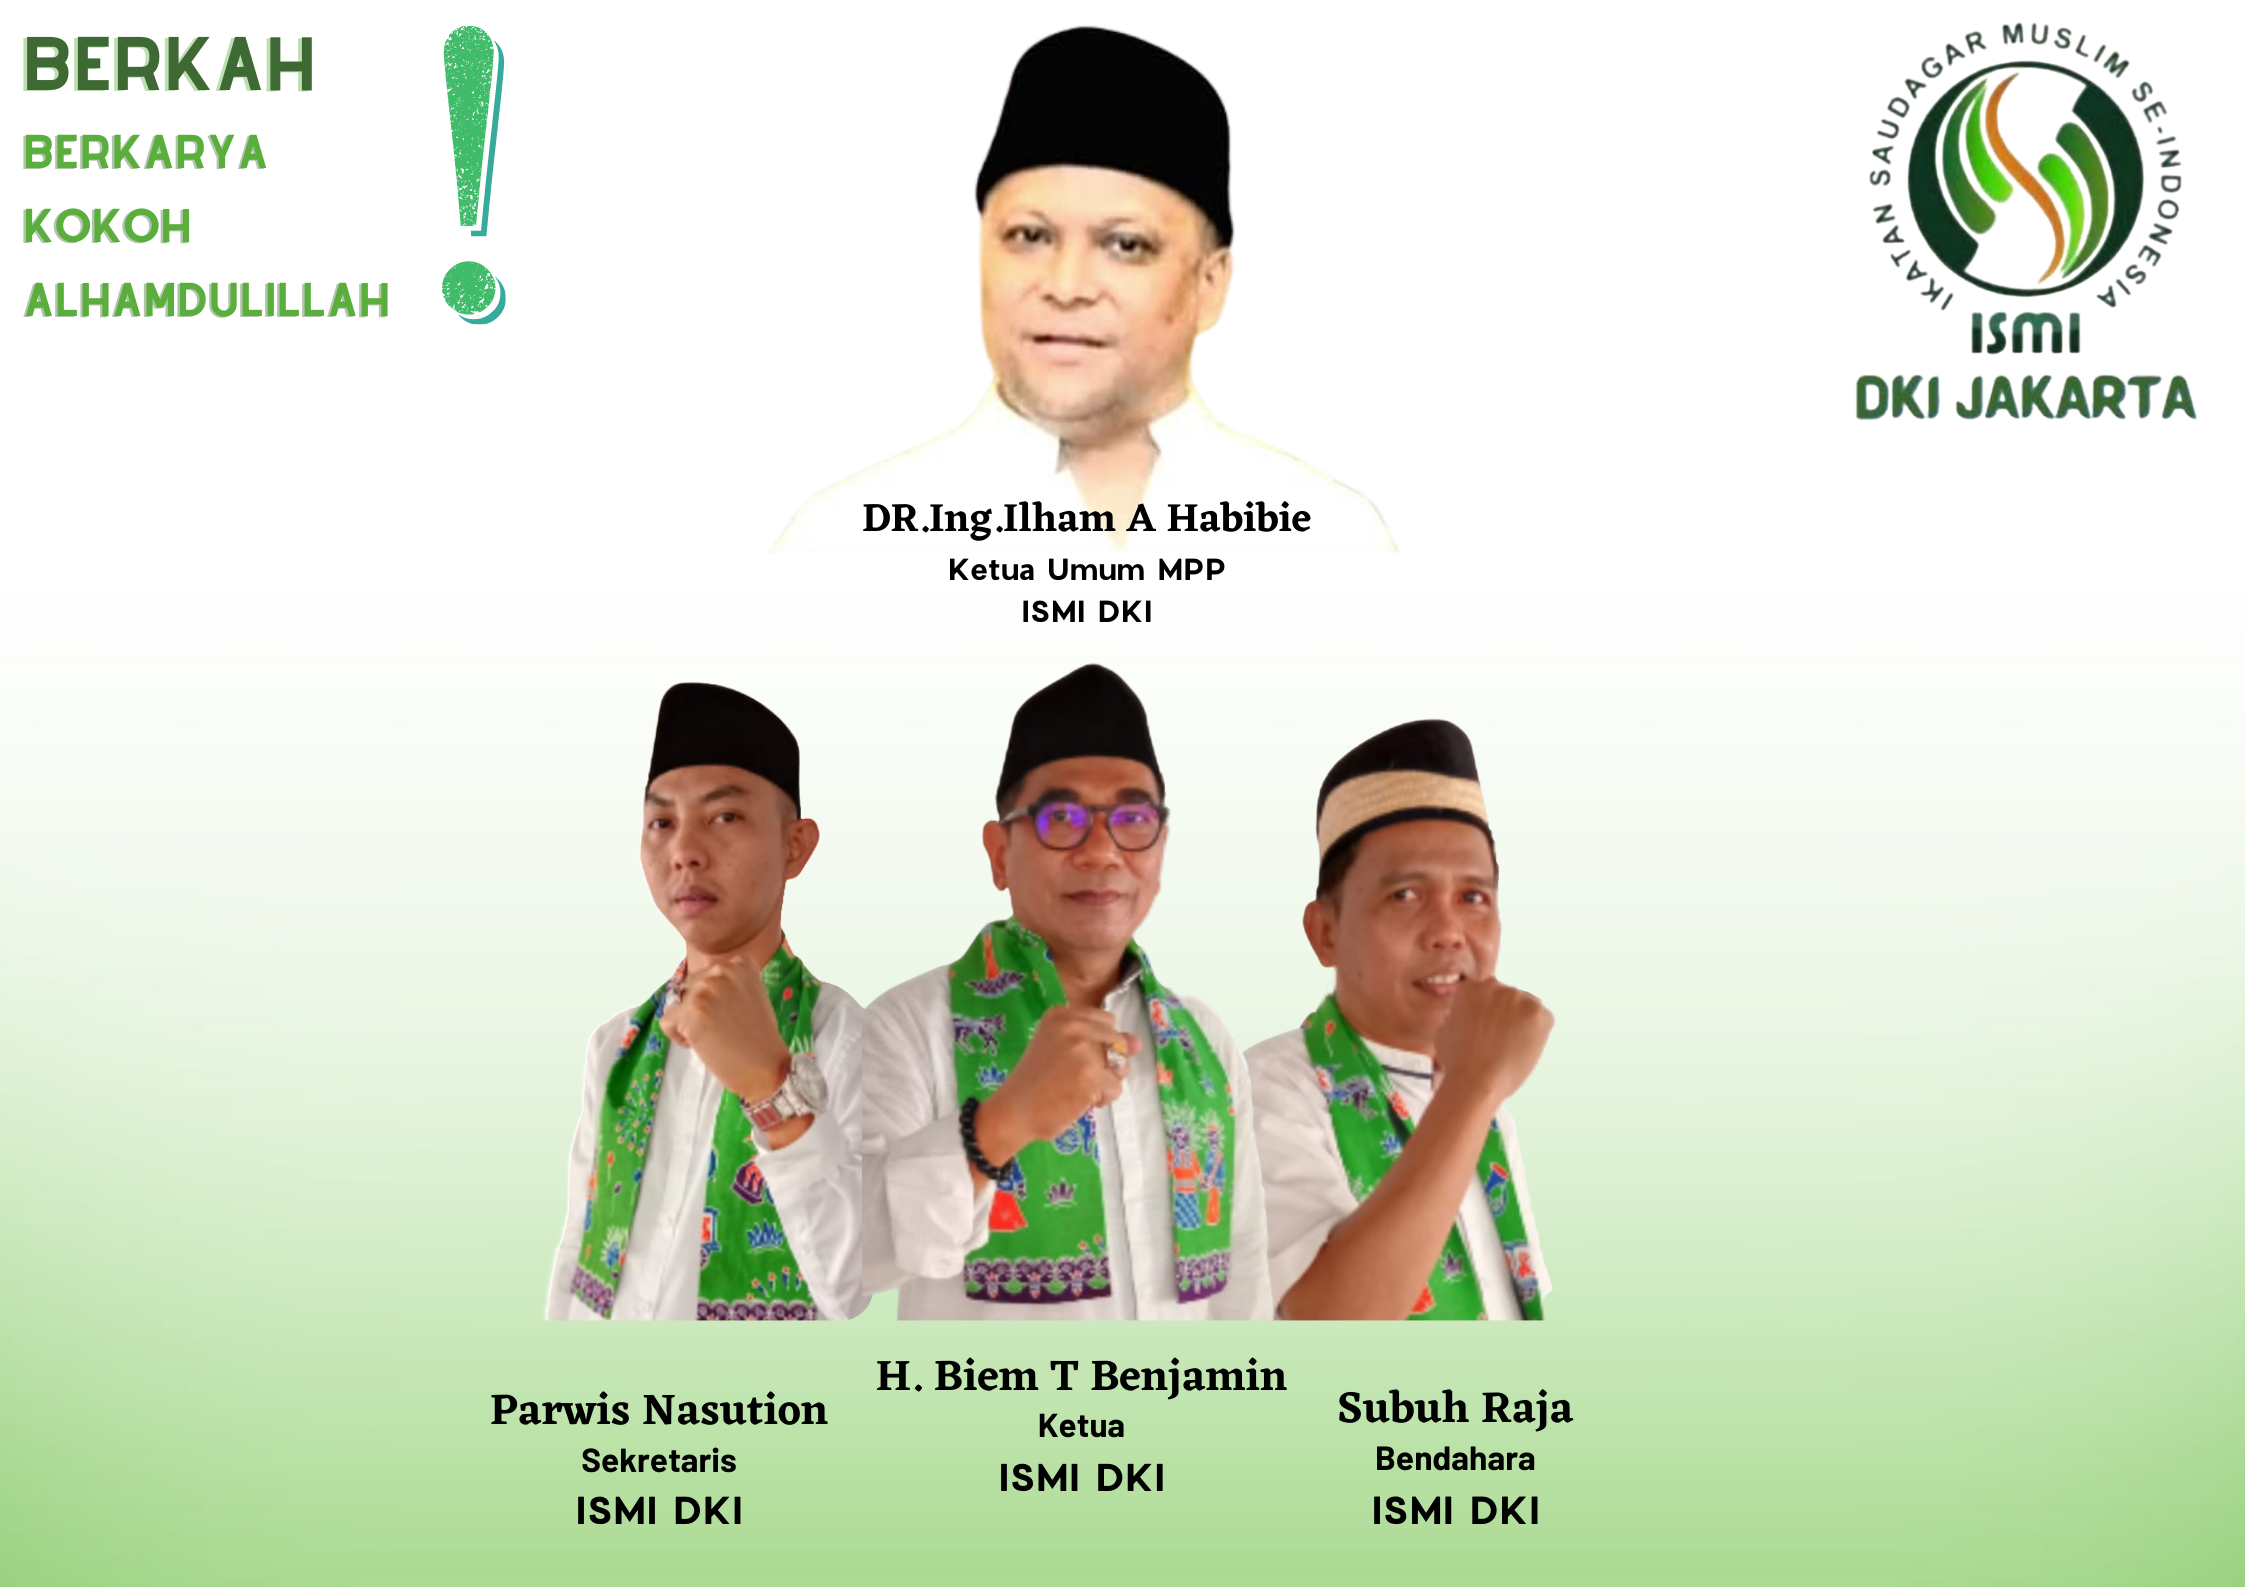 BERKAH
BERKARYA
KOKOH
ALHAMDULILLAH
!
IKATAN SAUDAGAR MUSLIM SE-INDONESIA
ISMI
DKI JAKARTA
DR.Ing.Ilham A Habibie
Ketua Umum MPP
ISMI DKI
Parwis Nasution
Sekretaris
ISMI DKI
H. Biem T Benjamin
Ketua
ISMI DKI
Subuh Raja
Bendahara
ISMI DKI